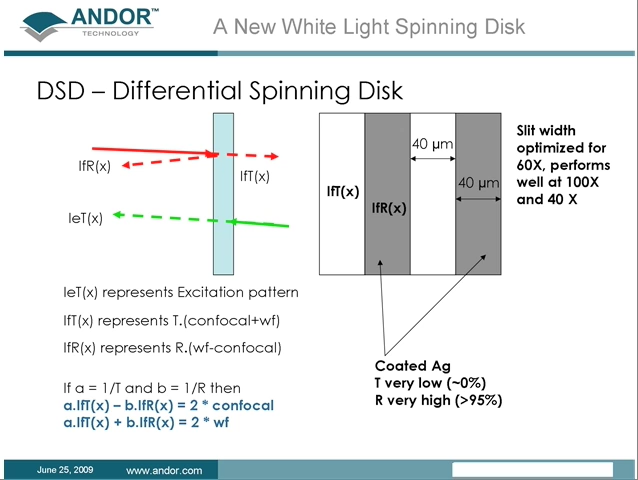 ANDOR™
TECHNOLOGY
A New White Light Spinning Disk
DSD – Differential Spinning Disk
IfR(x)
IfT(x)
IeT(x)
IfT(x)
IfR(x)
40 µm
40 µm
Slit width
optimized for
60X, performs
well at 100X
and 40 X
IeT(x) represents Excitation pattern
IfT(x) represents T.(confocal+wf)
IfR(x) represents R.(wf-confocal)
If a = 1/T and b = 1/R then
a.IfT(x) – b.IfR(x) = 2 * confocal
a.IfT(x) + b.IfR(x) = 2 * wf
Coated Ag
T very low (~0%)
R very high (>95%)
June 25, 2009
www.andor.com